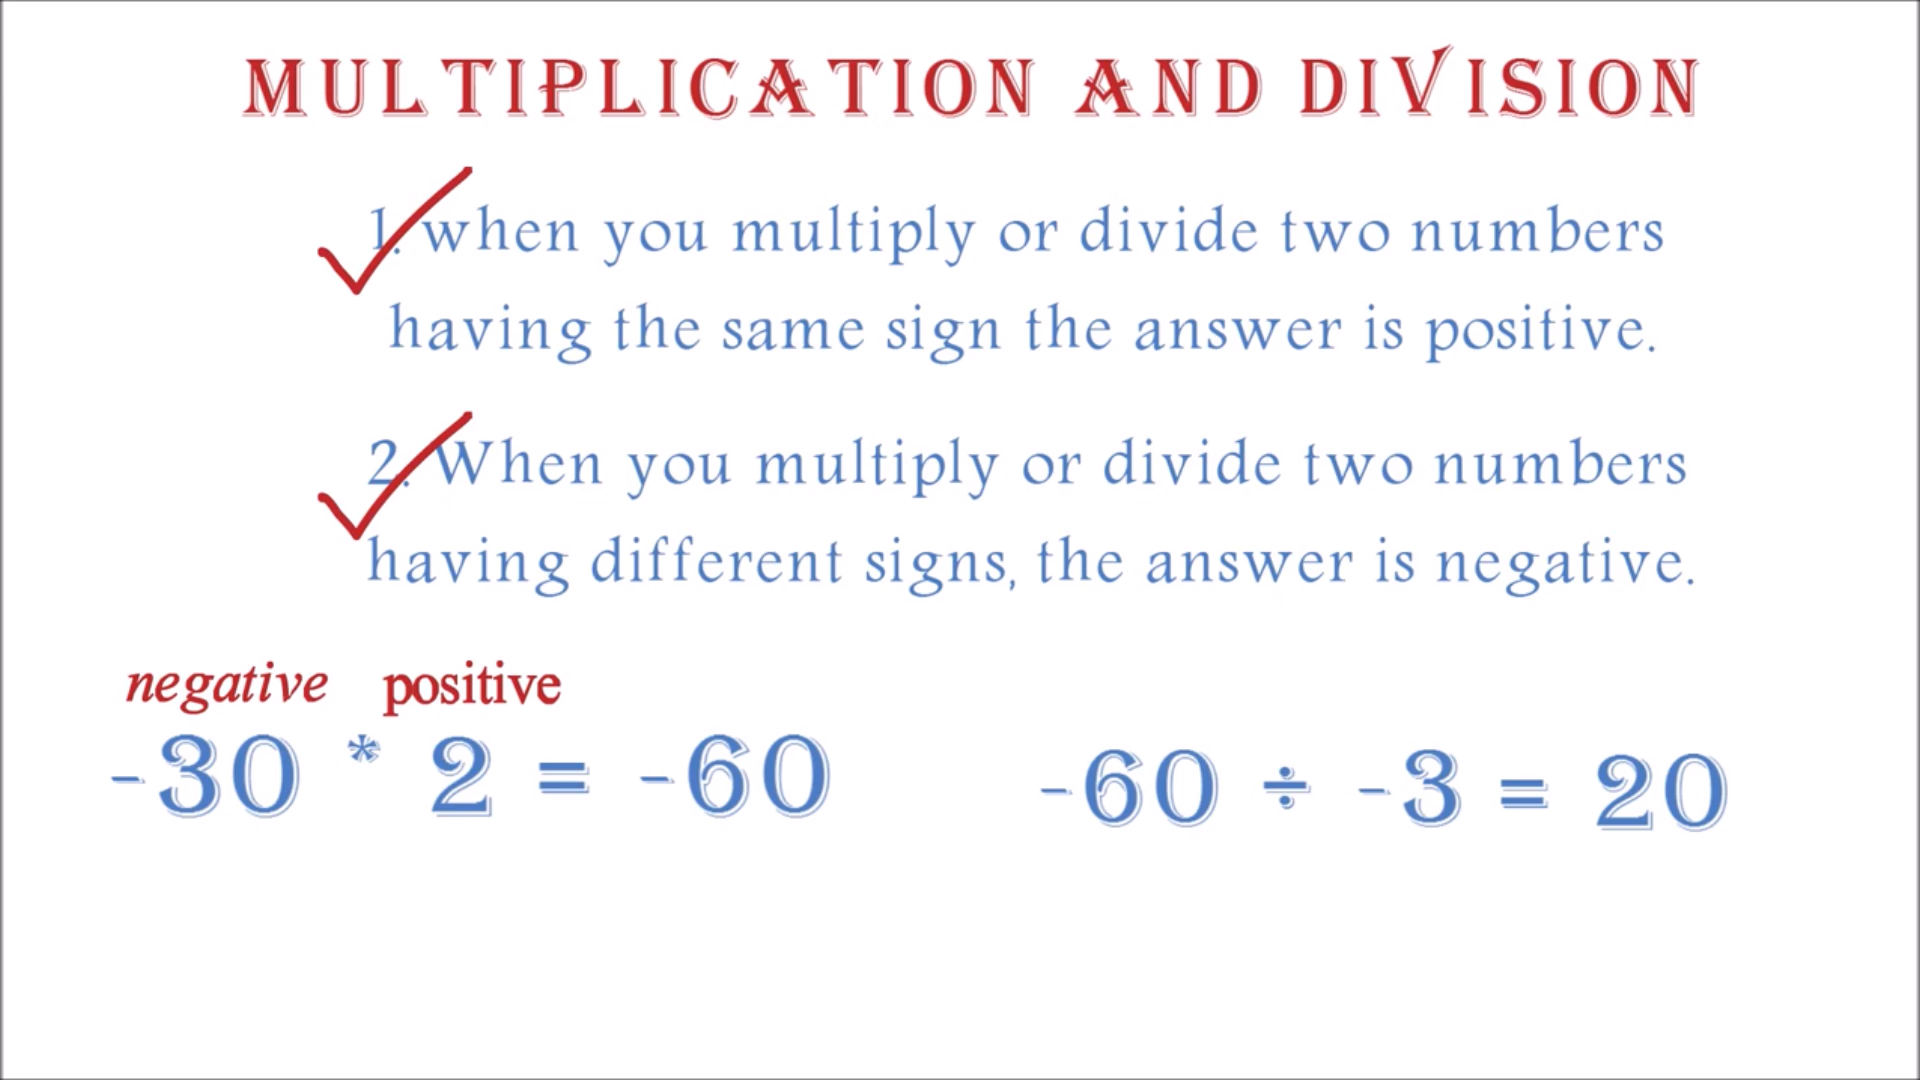 MULTIPLICATION AND DIVISION
1. when you multiply or divide two numbers
having the same sign the answer is positive.
2. When you multiply or divide two numbers
having different signs, the answer is negative.
negative positive
-30 * 2 = -60
-60 ÷ -3 = 20